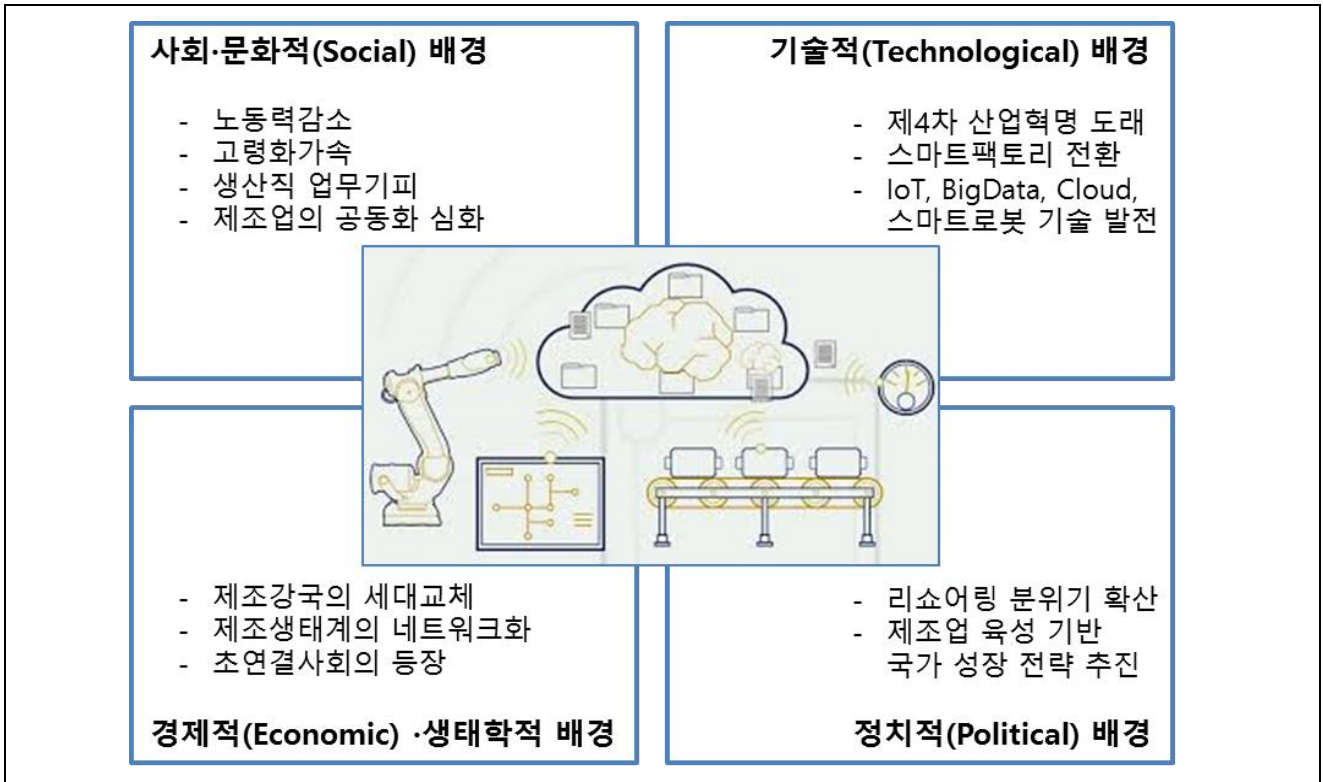 사회·문화적(Social) 배경
- 노동력감소
- 고령화가속
- 생산직 업무기피
- 제조업의 공동화 심화
기술적(Technological) 배경
- 제4차 산업혁명 도래
- 스마트팩토리 전환
- IoT, BigData, Cloud,
스마트로봇 기술 발전
- 제조강국의 세대교체
- 제조생태계의 네트워크화
- 초연결사회의 등장
경제적(Economic) ·생태학적 배경
- 리쇼어링 분위기 확산
- 제조업 육성 기반
국가 성장 전략 추진
정치적(Political) 배경